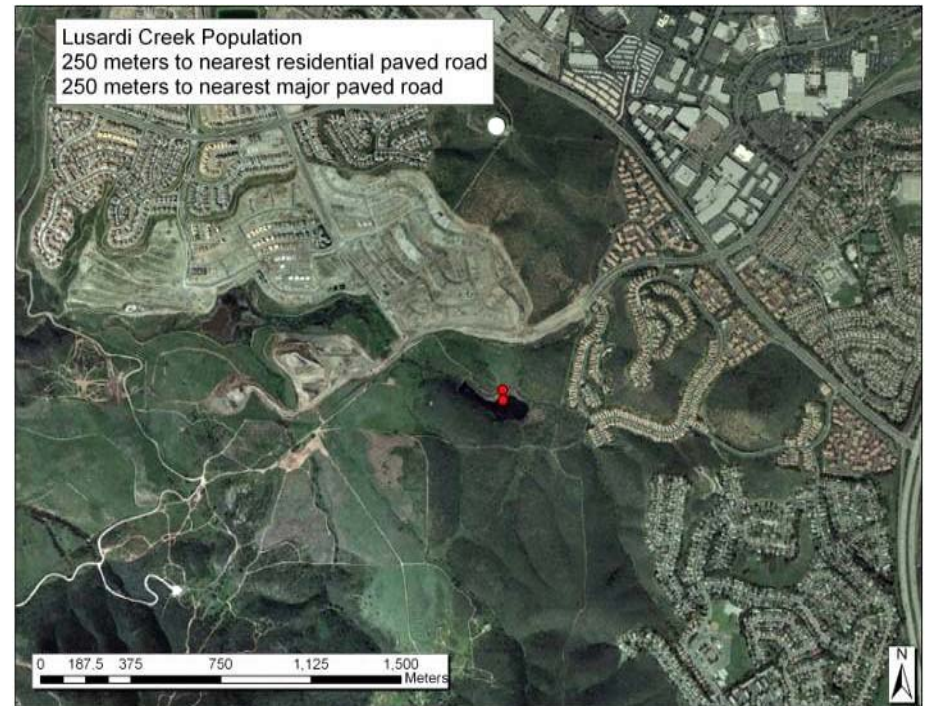 Lusardi Creek Population
250 meters to nearest residential paved road
250 meters to nearest major paved road
0 187.5 375 750 1,125 1,500
Meters
N